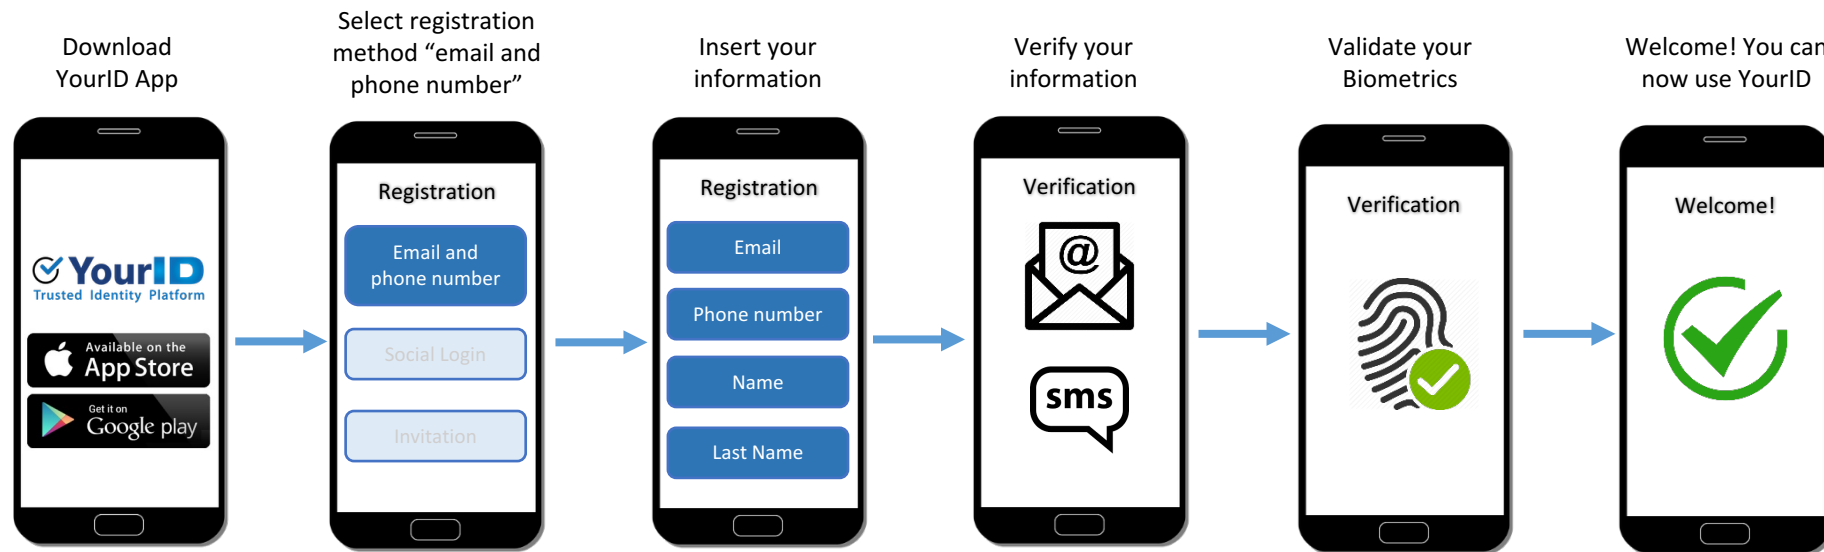 Download
YourID App
Select registration
method “email and
phone number”
Insert your
information
Verify your
information
Validate your
Biometrics
Welcome! You can
now use YourID
YourID
Trusted Identity Platform
Available on the
App Store
Get it on
Google play
Registration
Email and
phone number
Social Login
Invitation
Registration
Email
Phone number
Name
Last Name
Verification
@
sms
Verification
Welcome!